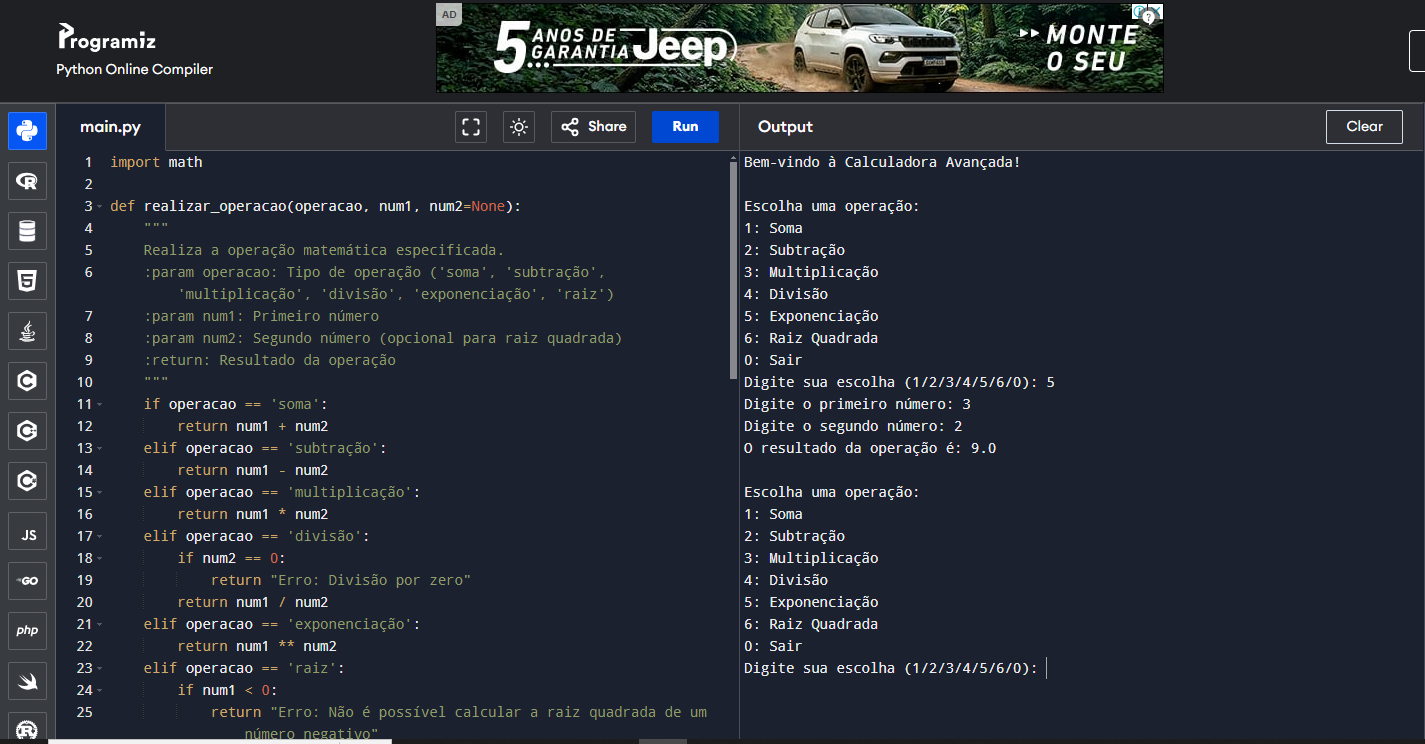 Programiz
Python Online Compiler
AD
5 ANOS DE
GARANTIA
Jeep
MONTE
O SEU
main.py
Share
Run
Output
Clear
1 import math
2
3 def realizar_operacao(operacao, num1, num2=None):
4 """
5 Realiza a operação matemática especificada.
6 :param operacao: Tipo de operação ('soma', 'subtração',
'multiplicação', 'divisão', 'exponenciação', 'raiz')
7 :param num1: Primeiro número
8 :param num2: Segundo número (opcional para raiz quadrada)
9 :return: Resultado da operação
10 """
11 if operacao == 'soma':
12 return num1 + num2
13 elif operacao == 'subtração':
14 return num1 - num2
15 elif operacao == 'multiplicação':
16 return num1 * num2
17 elif operacao == 'divisão':
18 if num2 == 0:
19 return "Erro: Divisão por zero"
20 return num1 / num2
21 elif operacao == 'exponenciação':
22 return num1 ** num2
23 elif operacao == 'raiz':
24 if num1 < 0:
25 return "Erro: Não é possível calcular a raiz quadrada de um
número negativo"
Bem-vindo à Calculadora Avançada!
Escolha uma operação:
1: Soma
2: Subtração
3: Multiplicação
4: Divisão
5: Exponenciação
6: Raiz Quadrada
0: Sair
Digite sua escolha (1/2/3/4/5/6/0): 5
Digite o primeiro número: 3
Digite o segundo número: 2
O resultado da operação é: 9.0
Escolha uma operação:
1: Soma
2: Subtração
3: Multiplicação
4: Divisão
5: Exponenciação
6: Raiz Quadrada
0: Sair
Digite sua escolha (1/2/3/4/5/6/0):
R
5
C
C
C
JS
GO
php
R